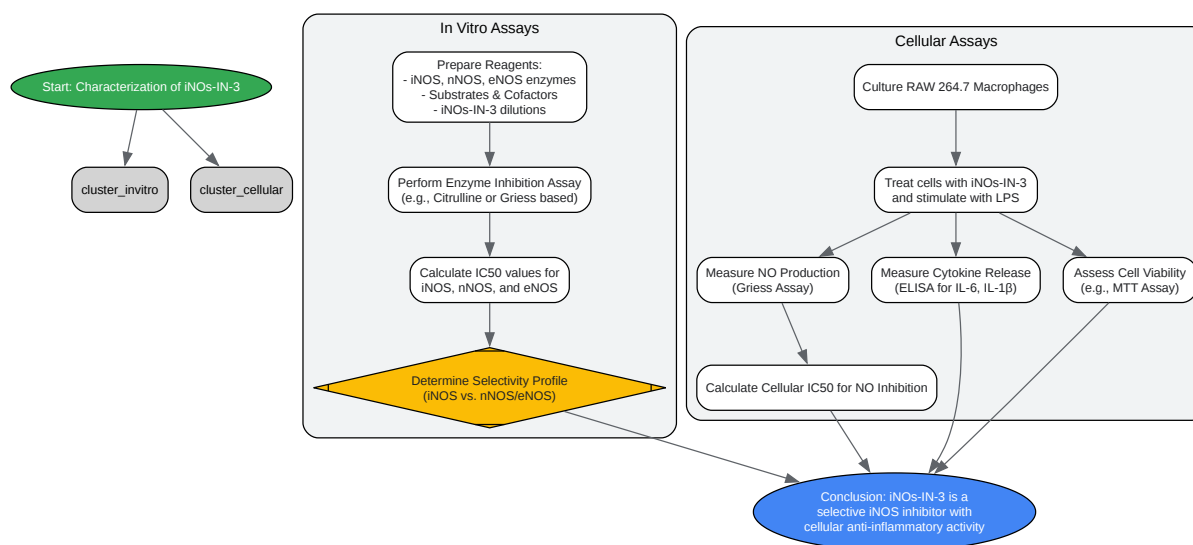 Start: Characterization of iNOs-IN-3
cluster_invitro
cluster_cellular
In Vitro Assays
Prepare Reagents:
- iNOS, nNOS, eNOS enzymes
- Substrates & Cofactors
- iNOs-IN-3 dilutions
Perform Enzyme Inhibition Assay
(e.g., Citrulline or Griess based)
Calculate IC50 values for
iNOS, nNOS, and eNOS
Determine Selectivity Profile
(iNOS vs. nNOS/eNOS)
Cellular Assays
Culture RAW 264.7 Macrophages
Treat cells with iNOs-IN-3
and stimulate with LPS
Measure NO Production
(Griess Assay)
Measure Cytokine Release
(ELISA for IL-6, IL-1β)
Assess Cell Viability
(e.g., MTT Assay)
Calculate Cellular IC50 for NO Inhibition
Conclusion: iNOs-IN-3 is a
selective iNOS inhibitor with
cellular anti-inflammatory activity